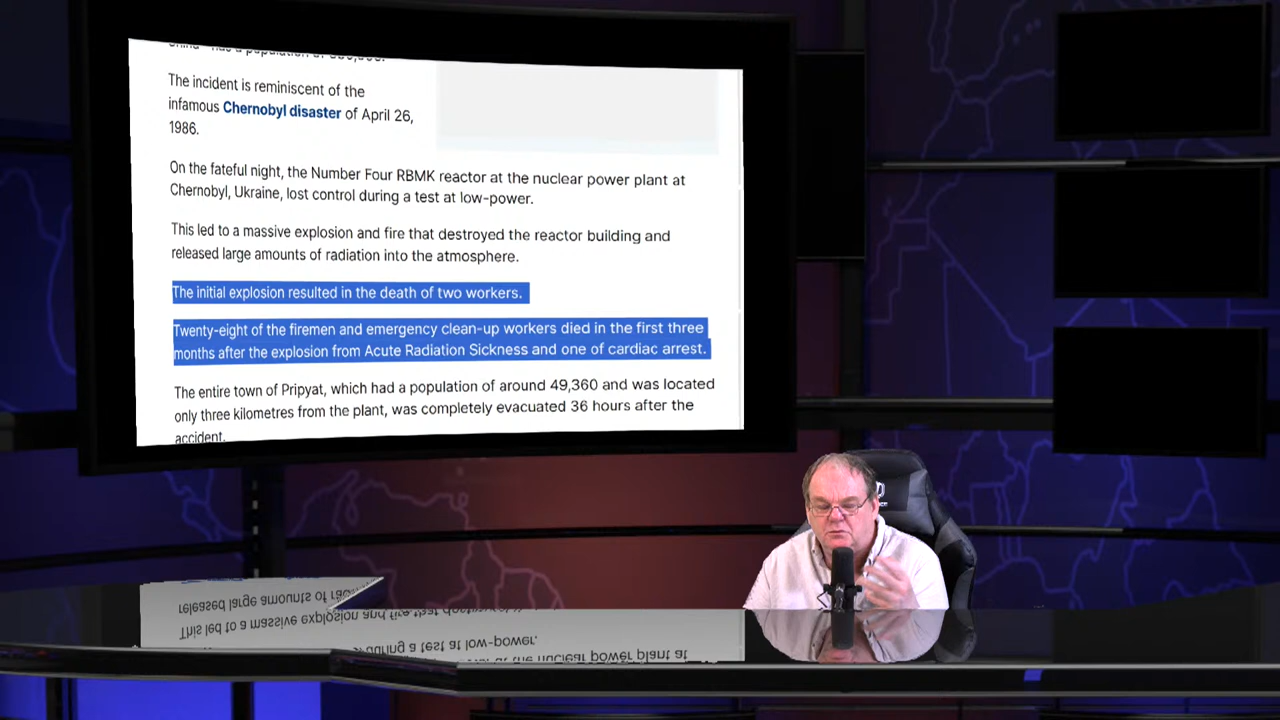 The incident is reminiscent of the
infamous Chernobyl disaster of April 26,
1986.
On the fateful night, the Number Four RBMK reactor at the nuclear power plant at
Chernobyl, Ukraine, lost control during a test at low-power.
This led to a massive explosion and fire that destroyed the reactor building and
released large amounts of radiation into the atmosphere.
The initial explosion resulted in the death of two workers.
Twenty-eight of the firemen and emergency clean-up workers died in the first three
months after the explosion from Acute Radiation Sickness and one of cardiac arrest.
The entire town of Pripyat, which had a population of around 49,360 and was located
only three kilometres from the plant, was completely evacuated 36 hours after the
accident.